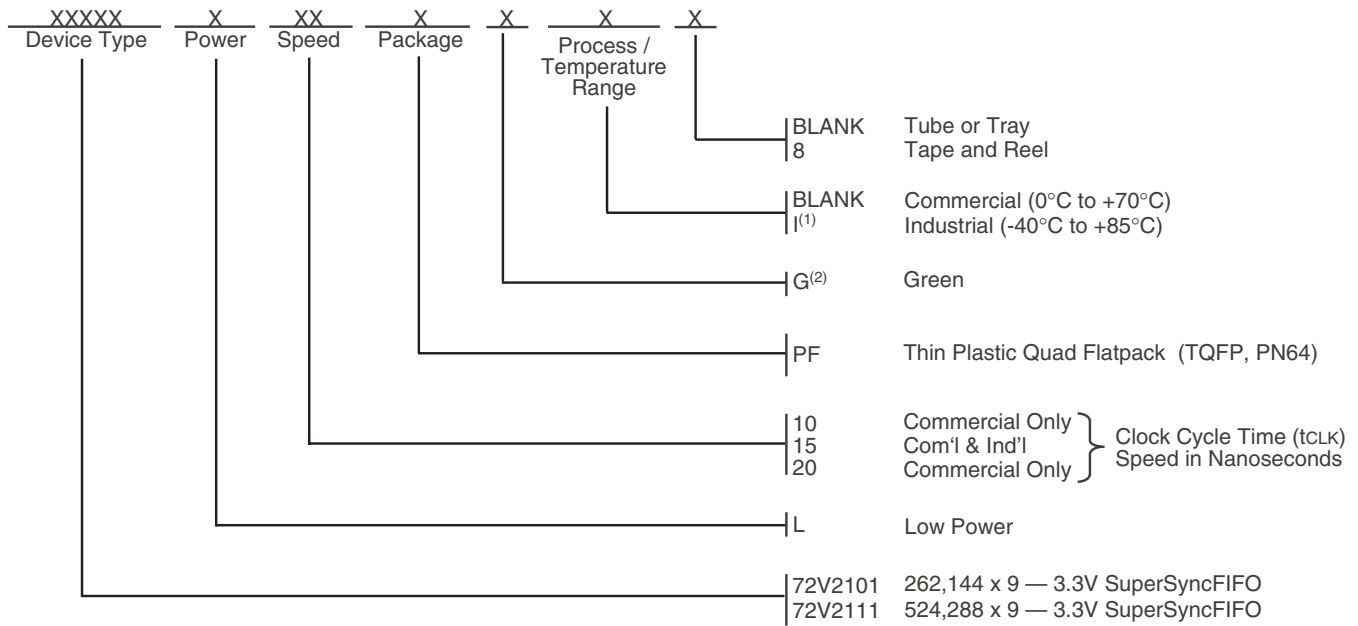 XXXXX X XX X X X X
Device Type Power Speed Package Process /
Temperature
Range
BLANK Tube or Tray
8 Tape and Reel
BLANK Commercial (0°C to +70°C)
I(1) Industrial (-40°C to +85°C)
G(2) Green
PF Thin Plastic Quad Flatpack (TQFP, PN64)
10 Commercial Only
15 Com'l & Ind'l
20 Commercial Only
Clock Cycle Time (tCLK)
Speed in Nanoseconds
L Low Power
72V2101 262,144 x 9 — 3.3V SuperSyncFIFO
72V2111 524,288 x 9 — 3.3V SuperSyncFIFO